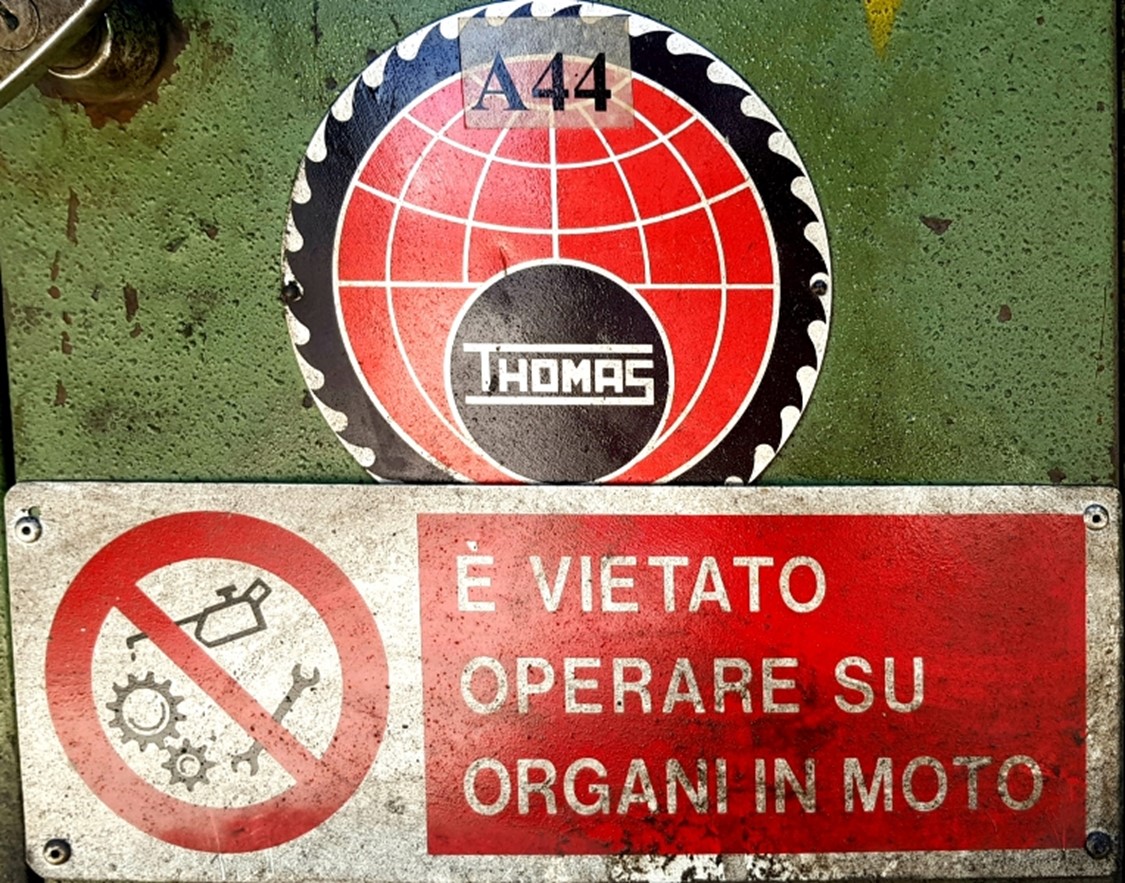 A44
THOMAS
È VIETATO
OPERARE SU
ORGANI IN MOTO